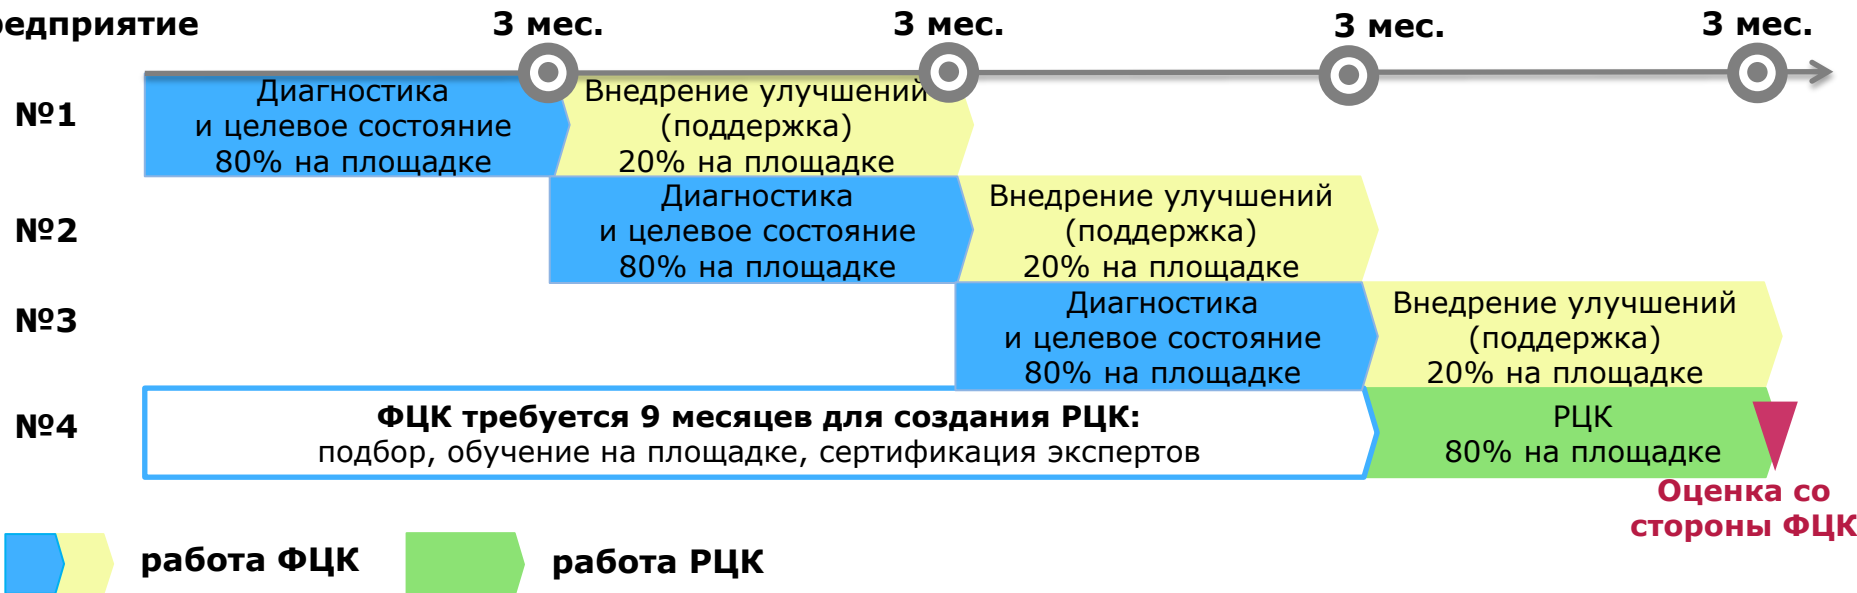 редприятие
3 мес.
3 мес.
3 мес.
3 мес.
№1
Диагностика
и целевое состояние
80% на площадке
Внедрение улучшений
(поддержка)
20% на площадке
№2
Диагностика
и целевое состояние
80% на площадке
Внедрение улучшений
(поддержка)
20% на площадке
№3
Диагностика
и целевое состояние
80% на площадке
Внедрение улучшений
(поддержка)
20% на площадке
№4
ФЦК требуется 9 месяцев для создания РЦК:
подбор, обучение на площадке, сертификация экспертов
РЦК
80% на площадке
Оценка со
стороны ФЦК
работа ФЦК
работа РЦК